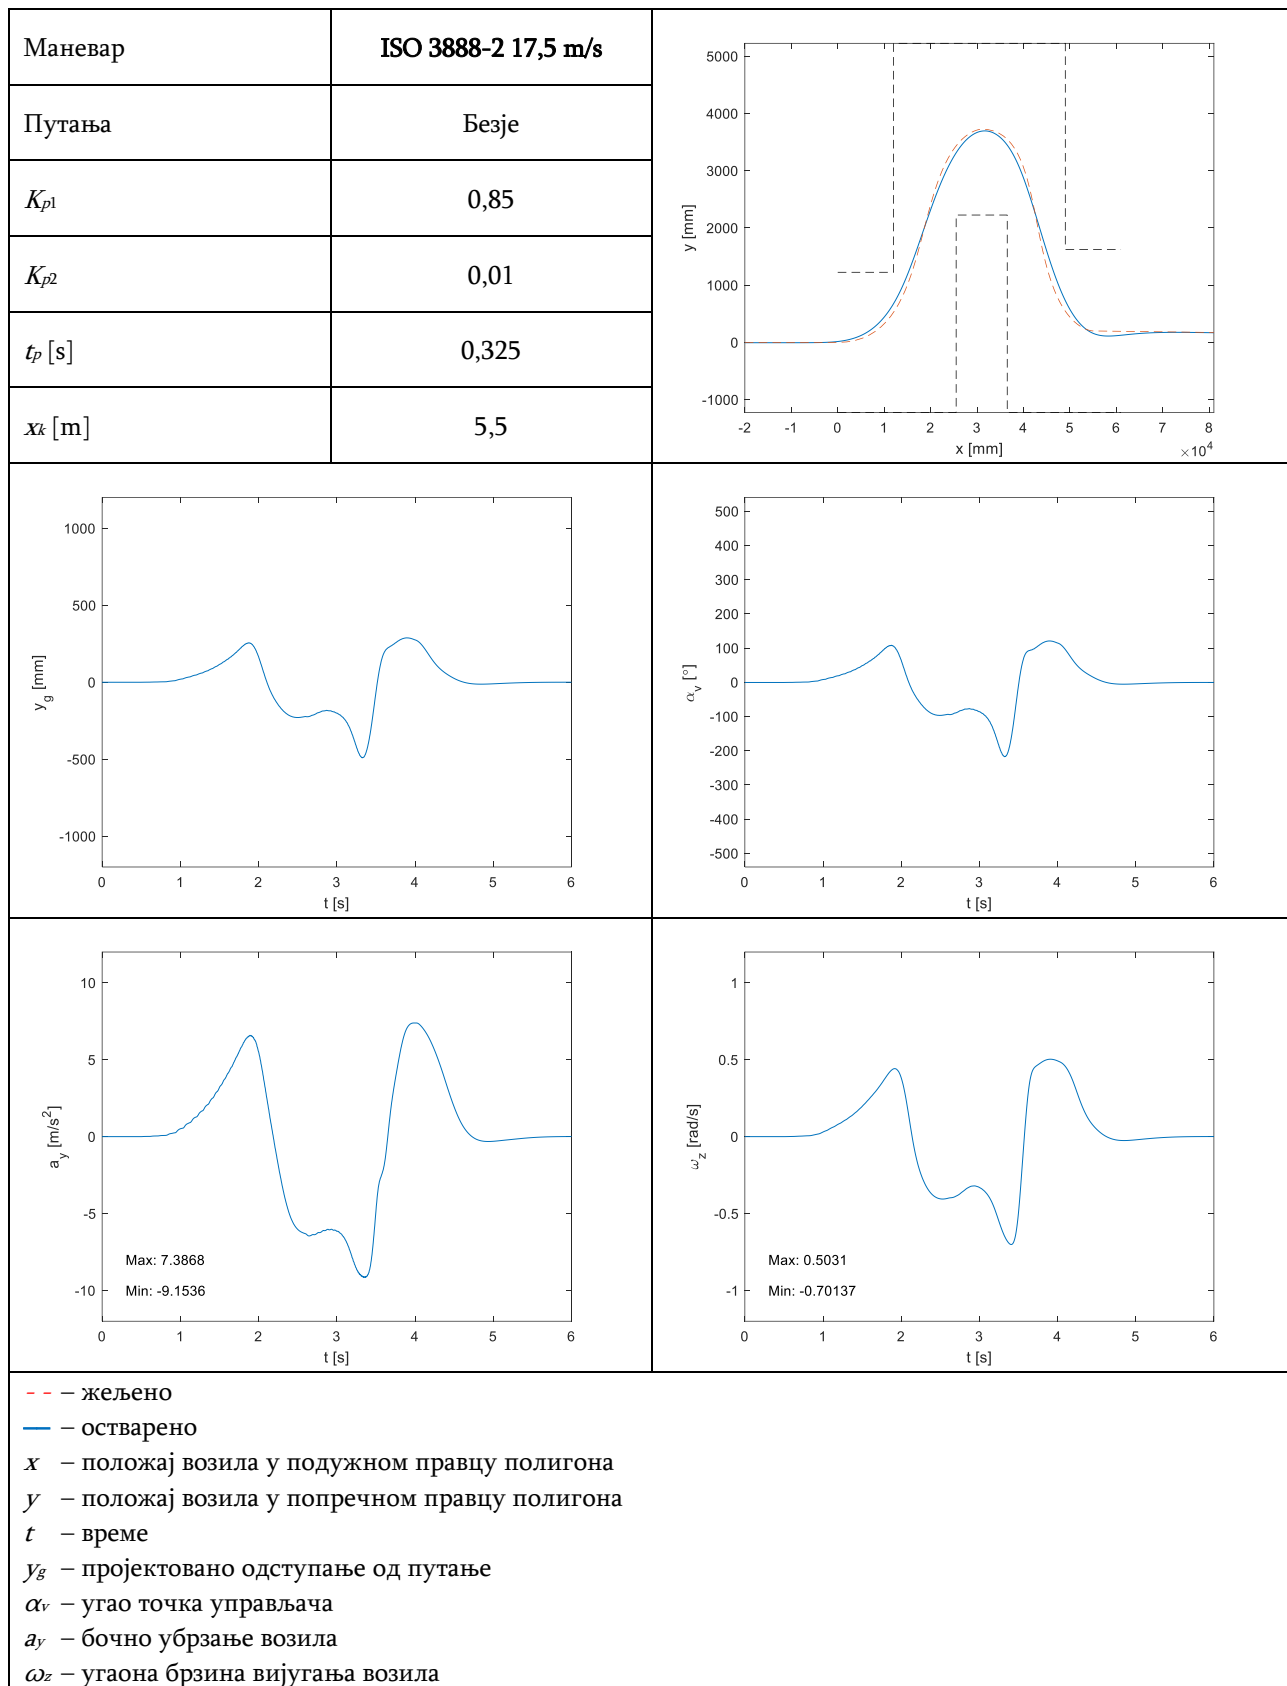 Маневар
ISO 3888-2 17,5 m/s
Путања
Безје
Kp1
0,85
Kp2
0,01
tp [s]
0,325
xk [m]
5,5
5000
4000
3000
2000
1000
0
-1000
y [mm]
-2 -1 0 1 2 3 4 5 6 7 8
x [mm]
×10^4
1000
500
0
-500
-1000
y_g [mm]
0 1 2 3 4 5 6
t [s]
500
400
300
200
100
0
-100
-200
-300
-400
-500
α_v [°]
0 1 2 3 4 5 6
t [s]
10
5
0
-5
-10
a_y [m/s^2]
Max: 7.3868
Min: -9.1536
0 1 2 3 4 5 6
t [s]
1
0.5
0
-0.5
-1
ω_z [rad/s]
Max: 0.5031
Min: -0.70137
0 1 2 3 4 5 6
t [s]
-- – жељено
— – остварено
x – положај возила у подужном правцу полигона
y – положај возила у попречном правцу полигона
t – време
yg – пројектовано одступање од путање
αv – угао точка управљача
ay – бочно убрзање возила
ωz – угаона брзина вијугања возила